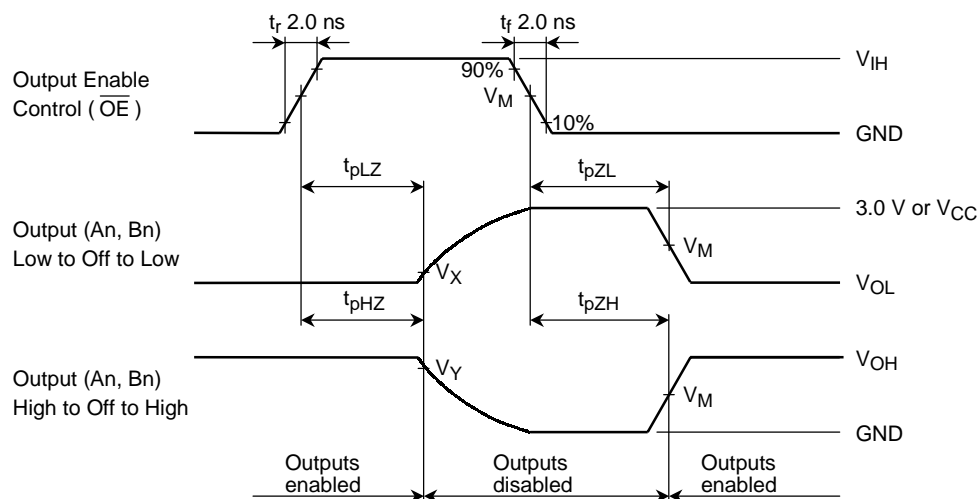 tr 2.0 ns
tf 2.0 ns
Output Enable
Control ( OE )
90%
VM
10%
VIH
GND
tpLZ
tpZL
Output (An, Bn)
Low to Off to Low
3.0 V or VCC
VX
VM
VOL
tpHZ
tpZH
Output (An, Bn)
High to Off to High
VY
VM
VOH
GND
Outputs
enabled
Outputs
disabled
Outputs
enabled